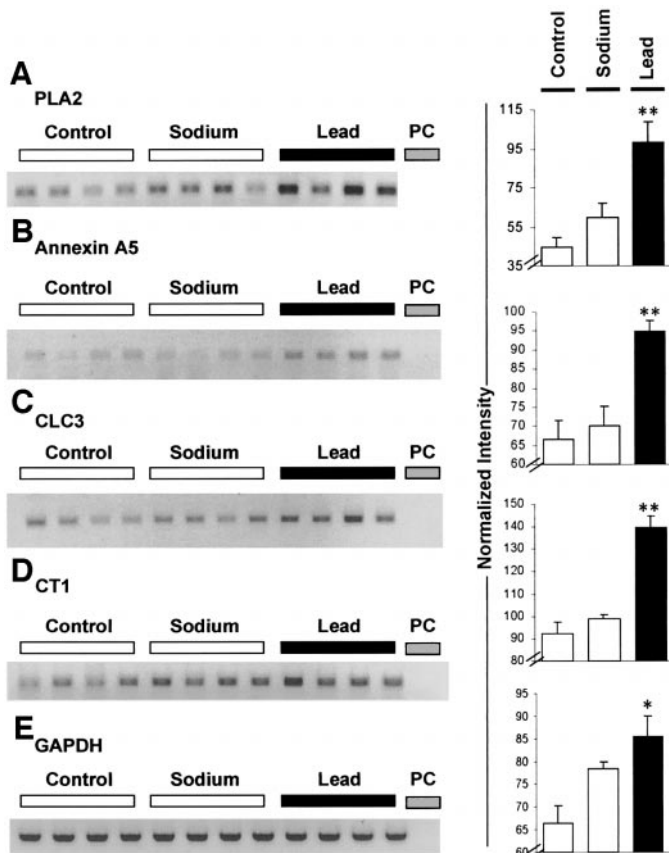 A PLA2
Control Sodium Lead PC
B Annexin A5
Control Sodium Lead PC
C CLC3
Control Sodium Lead PC
D CT1
Control Sodium Lead PC
E GAPDH
Control Sodium Lead PC
Control Sodium Lead
Normalized Intensity
115
95
75
55
35
**
100
95
90
85
80
75
70
65
60
**
150
140
130
120
110
100
90
80
**
90
85
80
75
70
65
60
*